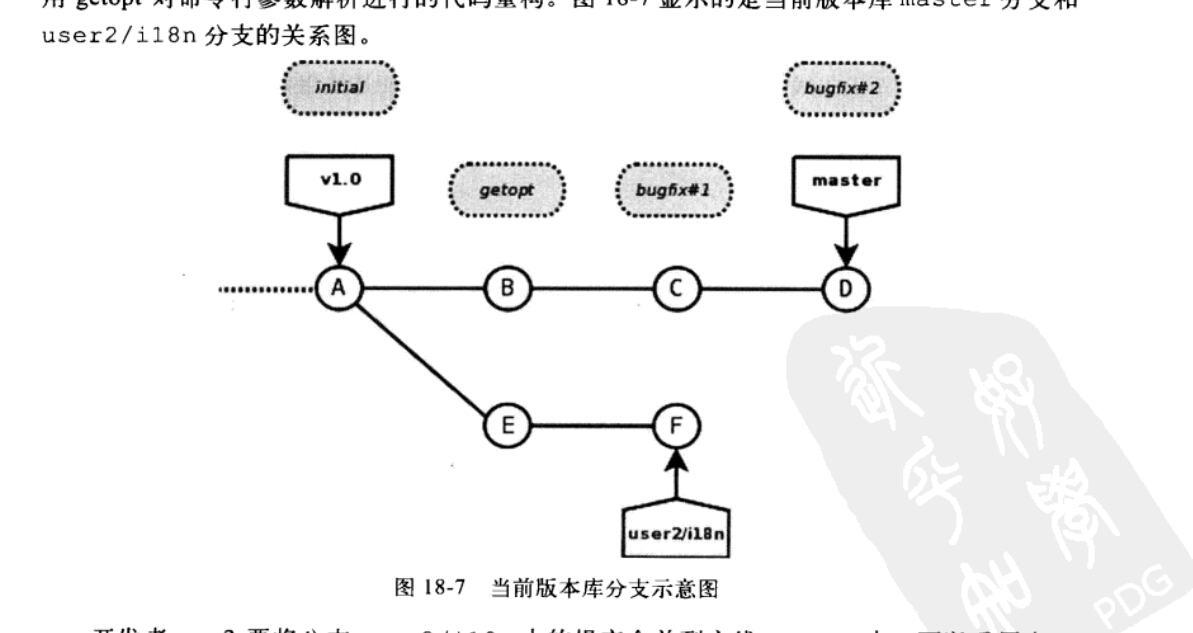 用 getopt 对命令行参数解析进行的代码重构。图 18-7 显示的是当前版本库 master 分支和
user2/i18n 分支的关系图。
initial
bugfix#2
v1.0
getopt
bugfix#1
master
A
B
C
D
E
F
user2/i18n
图 18-7 当前版本库分支示意图
PDG